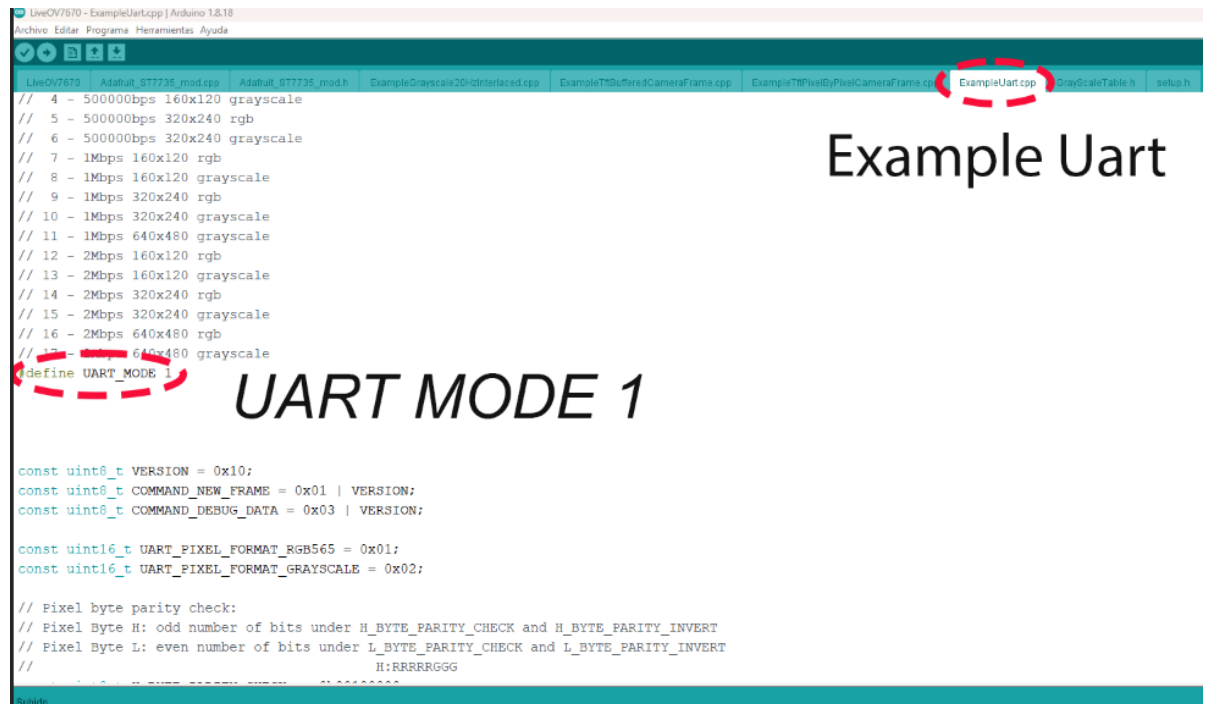 LiveOV7670 - ExampleUart.cpp | Arduino 1.8.18
Archivo Editar Programa Herramientas Ayuda
LiveOV7670 Adafruit_ST7735_mod.cpp Adafruit_ST7735_mod.h ExampleGrayscale20HzInterlaced.cpp ExampleTftBufferedCameraFrame.cpp ExampleTftPixelByPixelCameraFrame.cpp ExampleUart.cpp GrayScaleTable.h setup.h
//  4 - 500000bps 160x120 grayscale
//  5 - 500000bps 320x240 rgb
//  6 - 500000bps 320x240 grayscale
//  7 - 1Mbps 160x120 rgb
//  8 - 1Mbps 160x120 grayscale
//  9 - 1Mbps 320x240 rgb
// 10 - 1Mbps 320x240 grayscale
// 11 - 1Mbps 640x480 grayscale
// 12 - 2Mbps 160x120 rgb
// 13 - 2Mbps 160x120 grayscale
// 14 - 2Mbps 320x240 rgb
// 15 - 2Mbps 320x240 grayscale
// 16 - 2Mbps 640x480 rgb
// 17 - 640x480 grayscale
#define UART_MODE 1
Example Uart
UART MODE 1
const uint8_t VERSION = 0x10;
const uint8_t COMMAND_NEW_FRAME = 0x01 | VERSION;
const uint8_t COMMAND_DEBUG_DATA = 0x03 | VERSION;
const uint16_t UART_PIXEL_FORMAT_RGB565 = 0x01;
const uint16_t UART_PIXEL_FORMAT_GRAYSCALE = 0x02;
// Pixel byte parity check:
// Pixel Byte H: odd number of bits under H_BYTE_PARITY_CHECK and H_BYTE_PARITY_INVERT
// Pixel Byte L: even number of bits under L_BYTE_PARITY_CHECK and L_BYTE_PARITY_INVERT
// H:RRRRRGGG
Subido